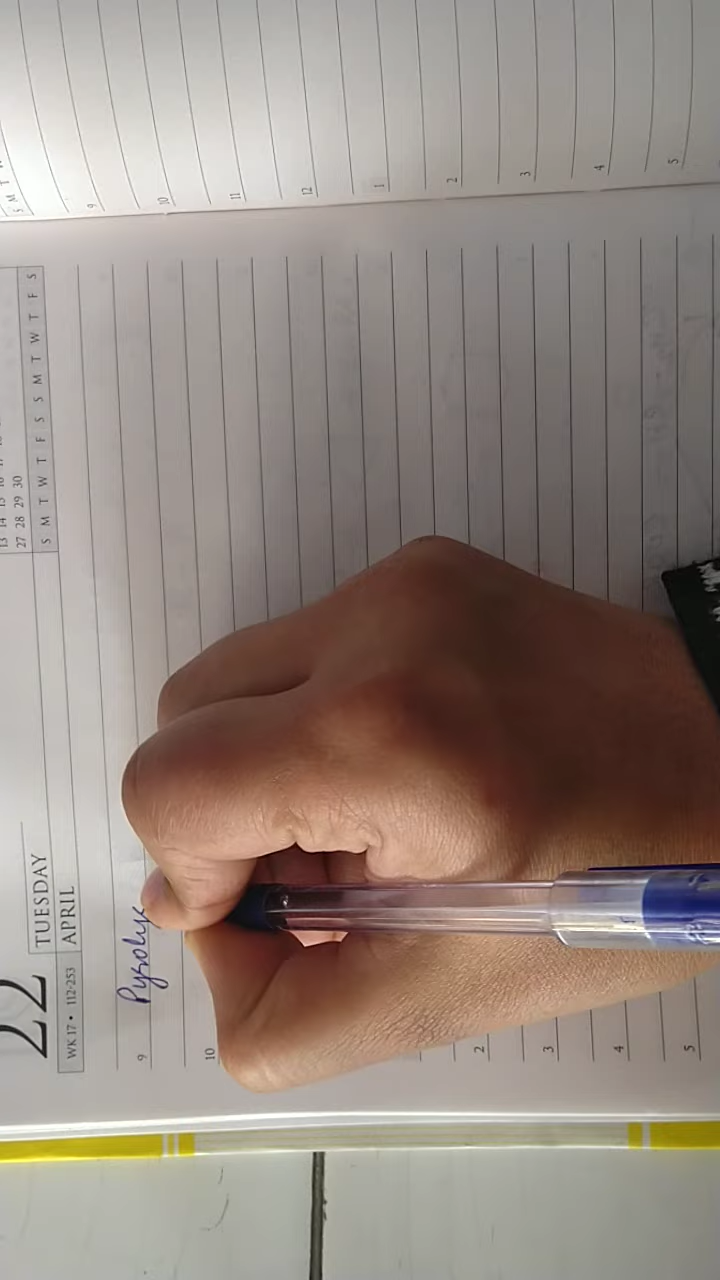 S M T W
9
10
11
12
1
2
3
4
5
22 TUESDAY
WK 17 • 112-253 APRIL
27 28 29 30
S M T W T F S S M T W T F S
9 Pyrolys
10
2
3
4
5